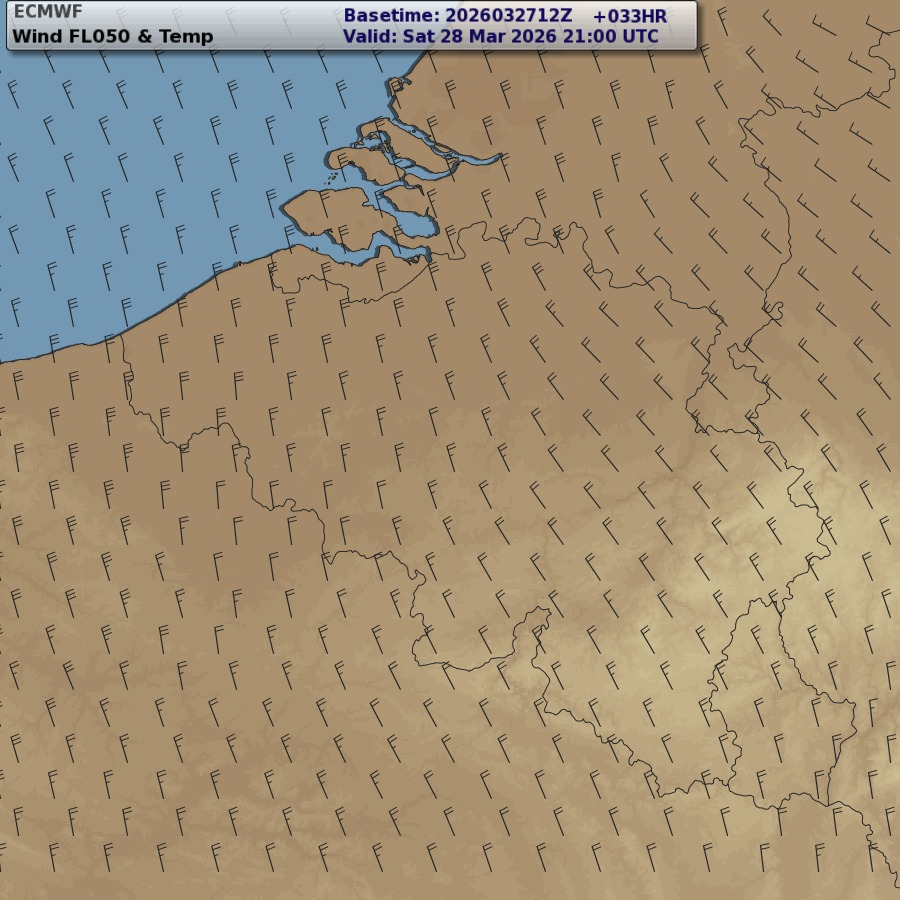 ECMWF
Basetime: 2026032712Z +033HR
Wind FL050 & Temp
Valid: Sat 28 Mar 2026 21:00 UTC